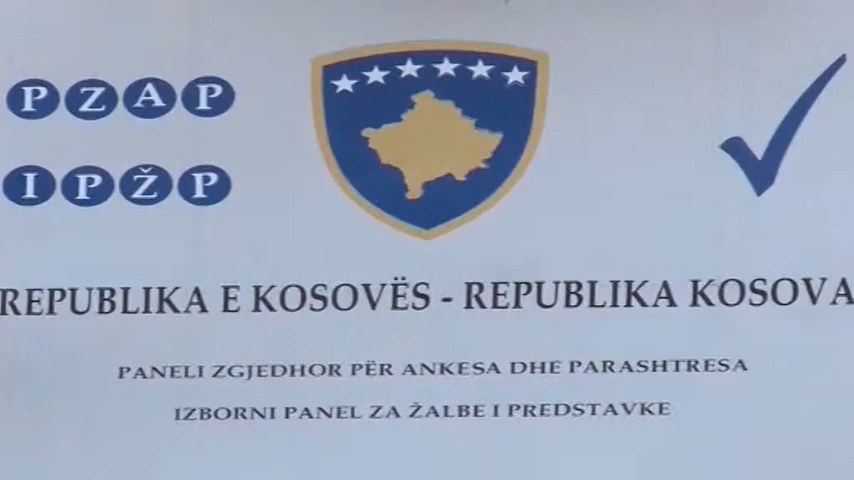 PZAP
IPŽP
REPUBLIKA E KOSOVËS - REPUBLIKA KOSOVA
PANELI ZGJEDHOR PËR ANKESA DHE PARASHTRESA
IZBORNI PANEL ZA ŽALBE I PREDSTAVKE